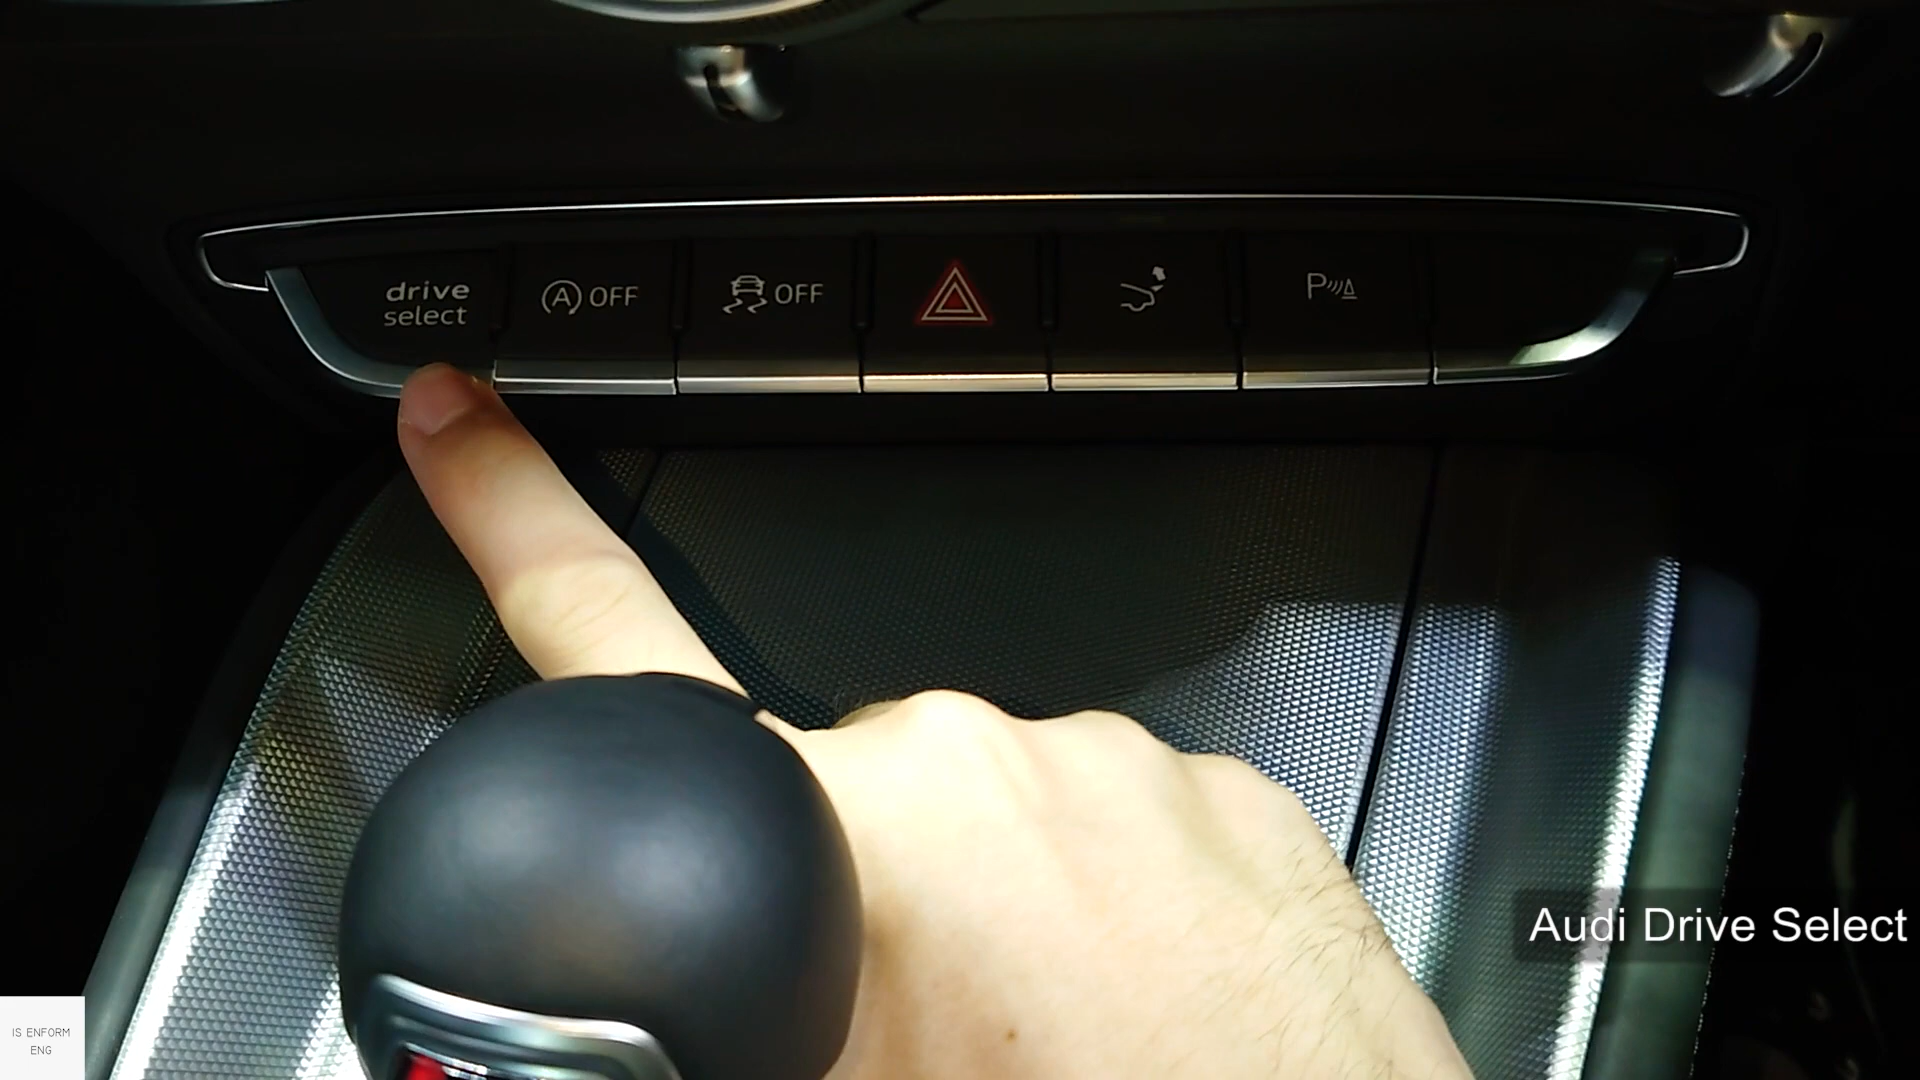 drive
select
A OFF
OFF
P
Audi Drive Select
IS ENFORM
ENG